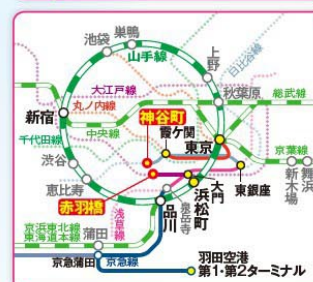 池袋
巣鴨
山手線
上野
日比谷線
大江戸線
秋葉原
総武線
丸ノ内線
新宿
中央線
神谷町
霞ケ関
千代田線
東京
京葉線
渋谷
新木場
舞浜
恵比寿
赤羽橋
浅草線
品川
泉岳寺
浜松町
大門
東銀座
京浜東北線
東海道本線
蒲田
京急蒲田
京急線
羽田空港
第1・第2ターミナル